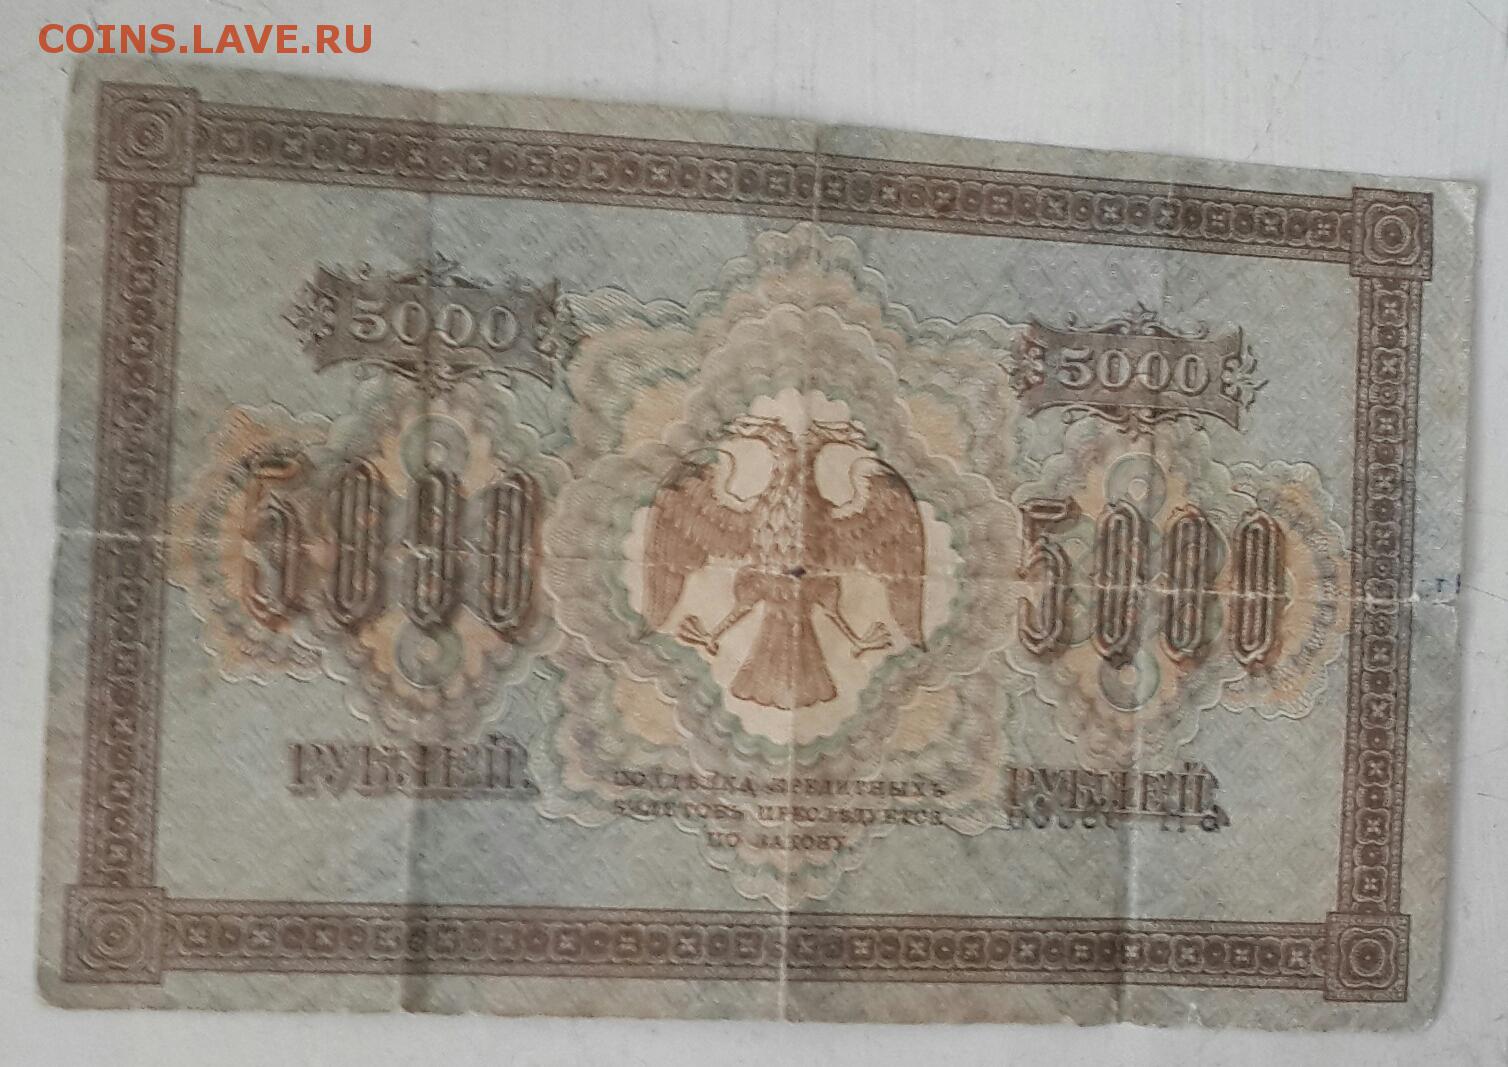 COINS.LAVE.RU
5000
5000
5000
5000
РУБЛЕЙ.
РУБЛЕЙ.
ПОДДѢЛКА КРЕДИТНЫХЪ
БИЛЕТОВЪ ПРЕСЛѢДУЕТСЯ
ПО ЗАКОНУ.